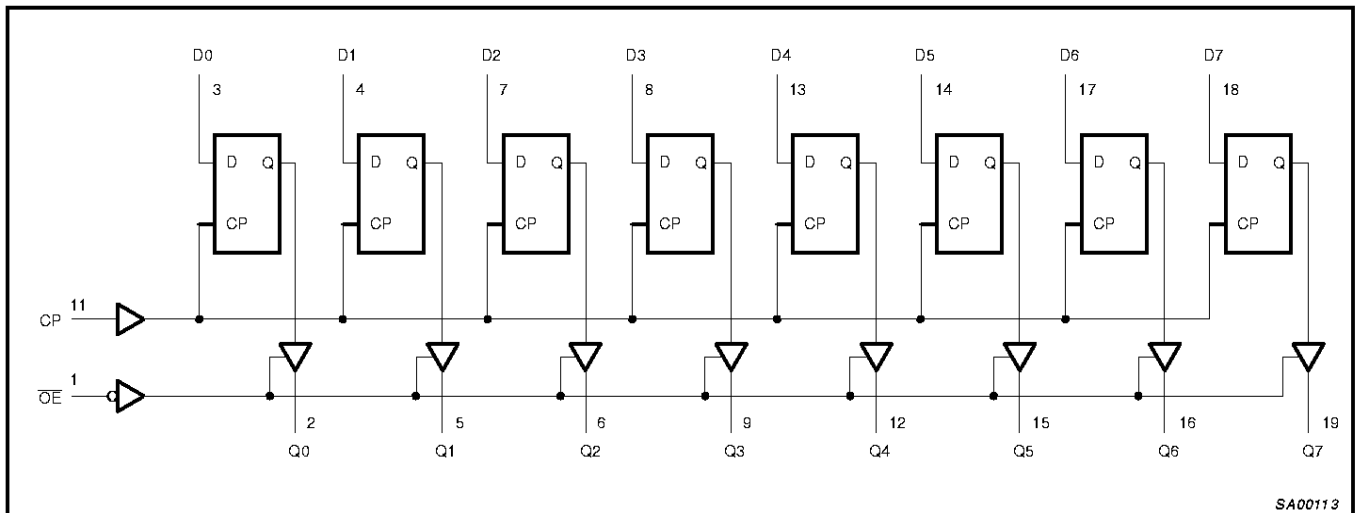 D0 D1 D2 D3 D4 D5 D6 D7
3 4 7 8 13 14 17 18
D Q D Q D Q D Q D Q D Q D Q D Q
CP CP CP CP CP CP CP CP
CP 11
O̅E̅ 1
2 5 6 9 12 15 16 19
Q0 Q1 Q2 Q3 Q4 Q5 Q6 Q7
SA00113